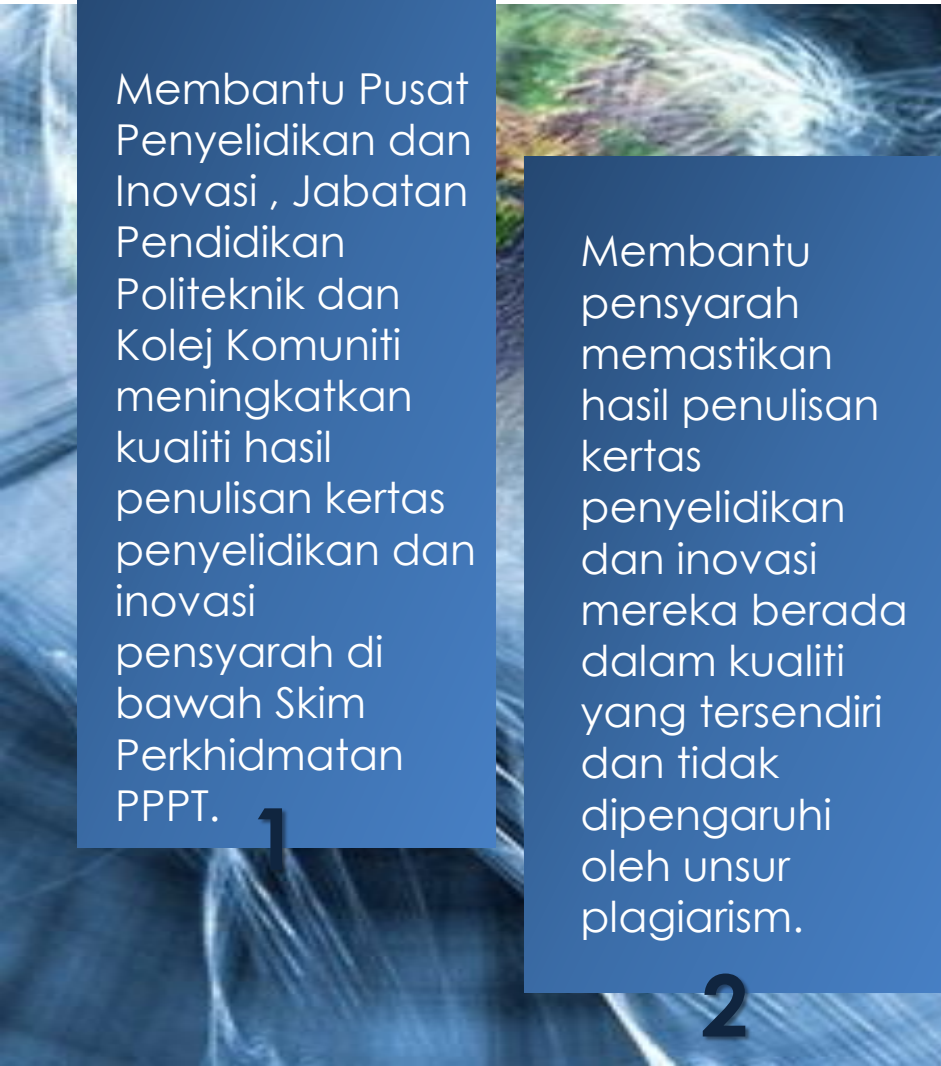 Membantu Pusat
Penyelidikan dan
Inovasi , Jabatan
Pendidikan
Politeknik dan
Kolej Komuniti
meningkatkan
kualiti hasil
penulisan kertas
penyelidikan dan
inovasi
pensyarah di
bawah Skim
Perkhidmatan
PPPT.
1
Membantu
pensyarah
memastikan
hasil penulisan
kertas
penyelidikan
dan inovasi
mereka berada
dalam kualiti
yang tersendiri
dan tidak
dipengaruhi
oleh unsur
plagiarism.
2